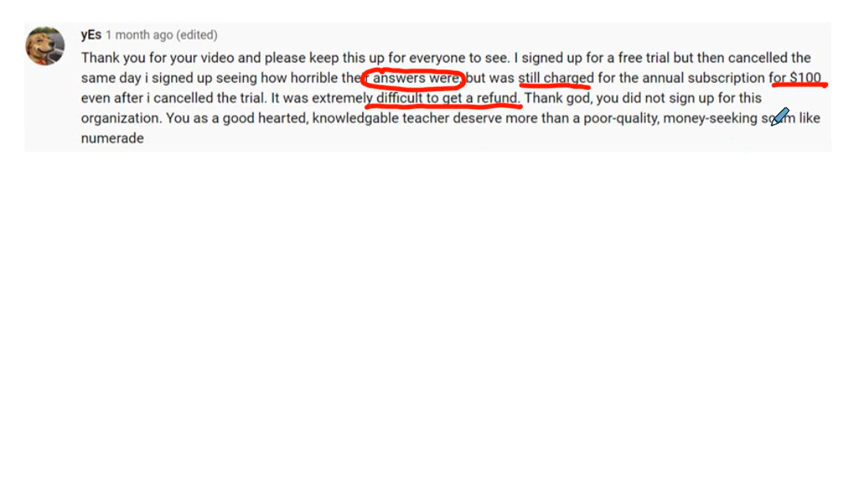 yEs 1 month ago (edited)
Thank you for your video and please keep this up for everyone to see. I signed up for a free trial but then cancelled the
same day i signed up seeing how horrible their answers were, but was still charged for the annual subscription for $100
even after i cancelled the trial. It was extremely difficult to get a refund. Thank god, you did not sign up for this
organization. You as a good hearted, knowledgable teacher deserve more than a poor-quality, money-seeking scam like
numerade